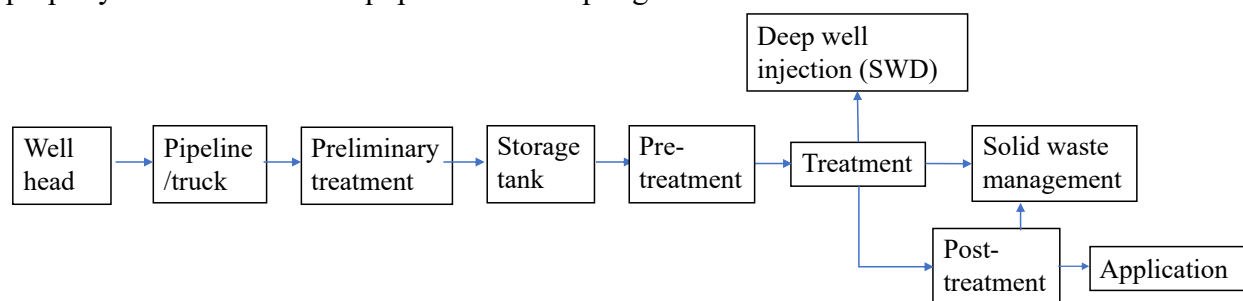 Deep well
injection (SWD)
Well
head
Pipeline
/truck
Preliminary
treatment
Storage
tank
Pre-
treatment
Treatment
Solid waste
management
Post-
treatment
Application